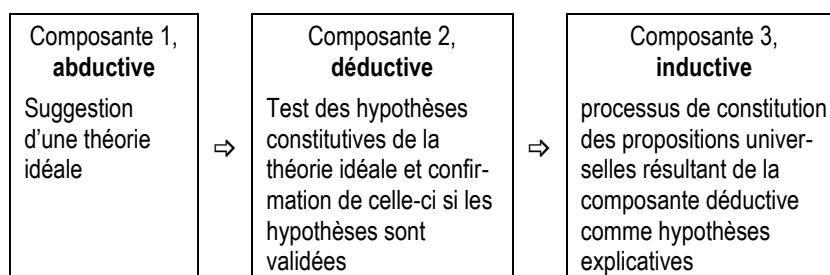 Composante 1,
abductive
Suggestion
d'une théorie
idéale
⇨
Composante 2,
déductive
Test des hypothèses
constitutives de la
théorie idéale et confir-
mation de celle-ci si les
hypothèses sont
validées
⇨
Composante 3,
inductive
processus de constitution
des propositions univer-
selles résultant de la
composante déductive
comme hypothèses
explicatives